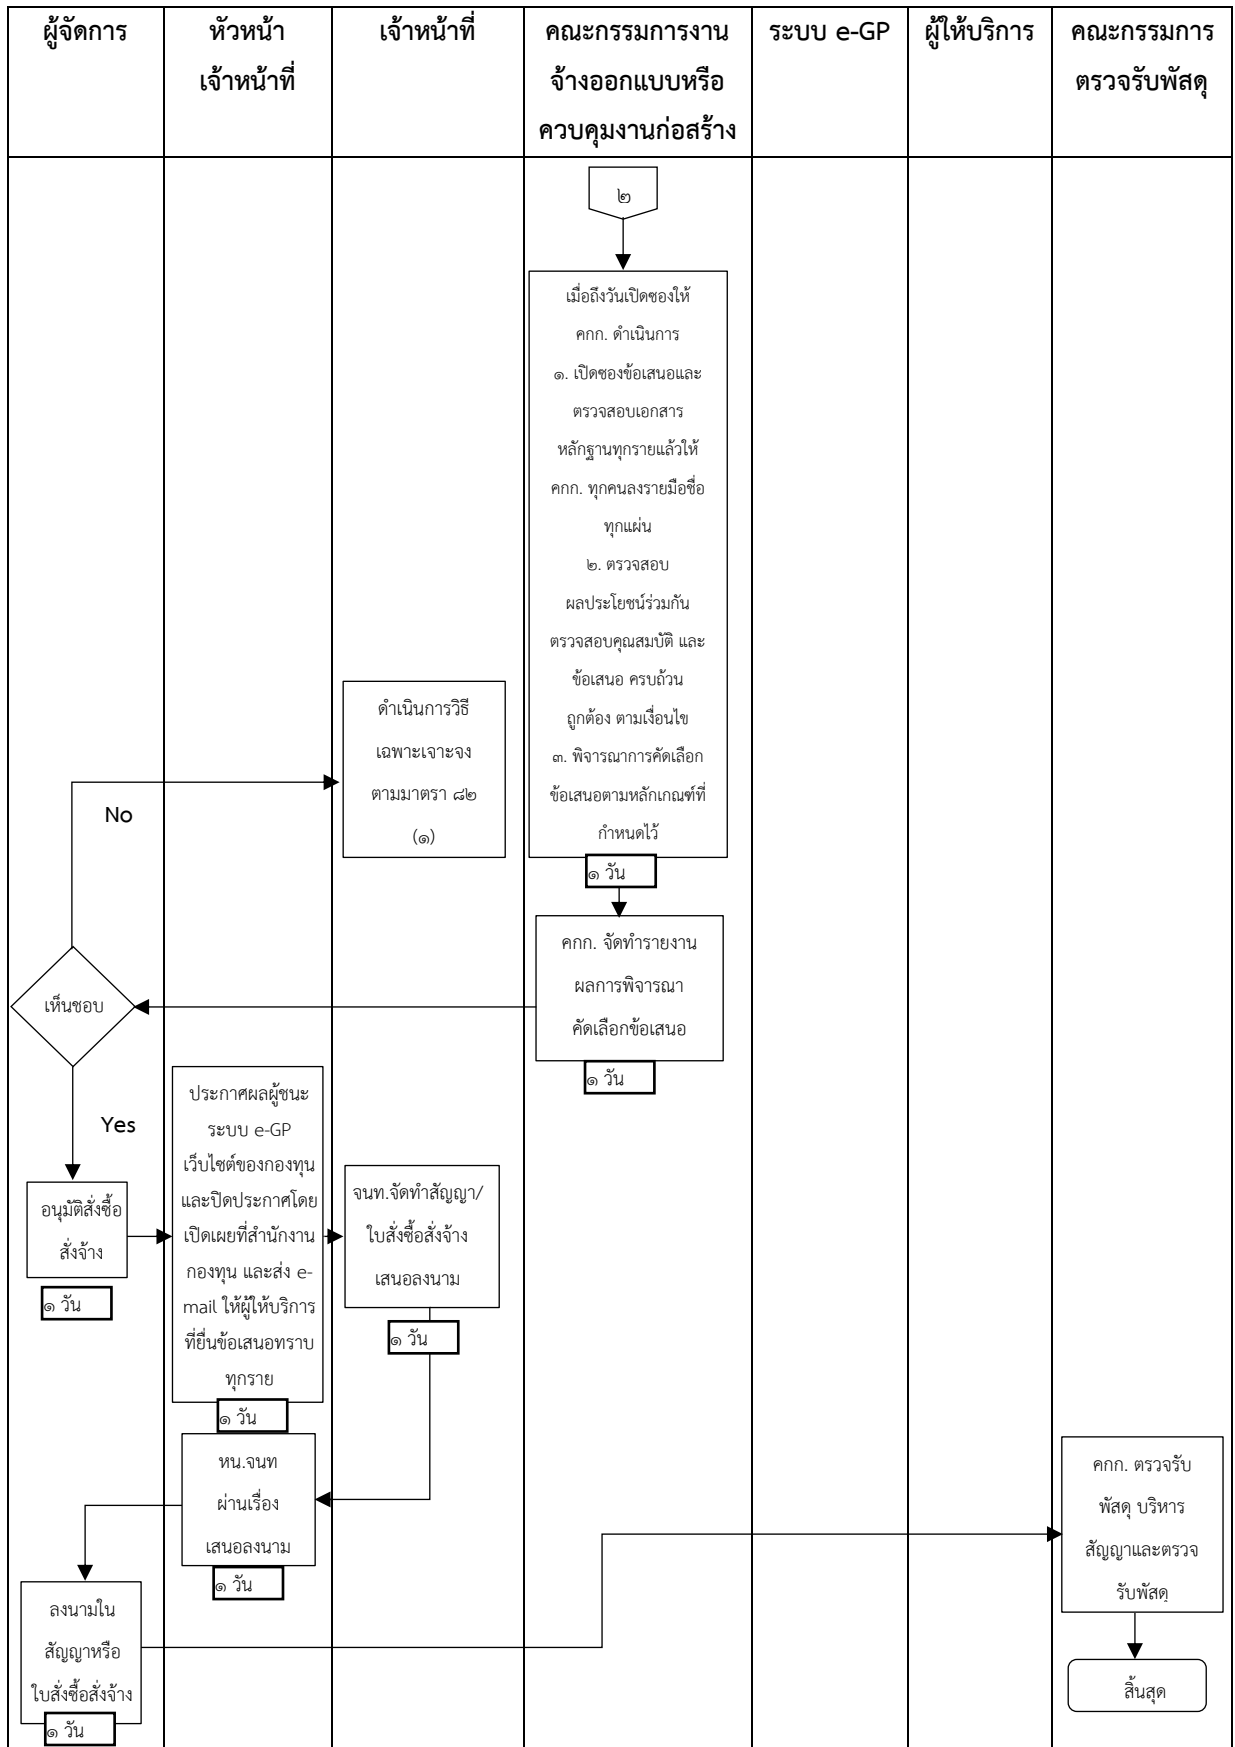 ผู้จัดการ
หัวหน้า
เจ้าหน้าที่
เจ้าหน้าที่
คณะกรรมการงาน
จ้างออกแบบหรือ
ควบคุมงานก่อสร้าง
ระบบ e-GP
ผู้ให้บริการ
คณะกรรมการ
ตรวจรับพัสดุ
๒
เมื่อถึงวันเปิดซองให้
คกก. ดำเนินการ
๑. เปิดซองข้อเสนอและ
ตรวจสอบเอกสาร
หลักฐานทุกรายแล้วให้
คกก. ทุกคนลงรายมือชื่อ
ทุกแผ่น
๒. ตรวจสอบ
ผลประโยชน์ร่วมกัน
ตรวจสอบคุณสมบัติ และ
ข้อเสนอ ครบถ้วน
ถูกต้อง ตามเงื่อนไข
๓. พิจารณาการคัดเลือก
ข้อเสนอตามหลักเกณฑ์ที่
กำหนดไว้
๑ วัน
ดำเนินการวิธี
เฉพาะเจาะจง
ตามมาตรา ๘๒
(๑)
No
คกก. จัดทำรายงาน
ผลการพิจารณา
คัดเลือกข้อเสนอ
๑ วัน
เห็นชอบ
Yes
อนุมัติสั่งซื้อ
สั่งจ้าง
๑ วัน
ประกาศผลผู้ชนะ
ระบบ e-GP
เว็บไซต์ของกองทุน
และปิดประกาศโดย
เปิดเผยที่สำนักงาน
กองทุน และส่ง e-
mail ให้ผู้ให้บริการ
ที่ยื่นข้อเสนอทราบ
ทุกราย
๑ วัน
จนท.จัดทำสัญญา/
ใบสั่งซื้อสั่งจ้าง
เสนอลงนาม
๑ วัน
หน.จนท
ผ่านเรื่อง
เสนอลงนาม
๑ วัน
ลงนามใน
สัญญาหรือ
ใบสั่งซื้อสั่งจ้าง
๑ วัน
คกก. ตรวจรับ
พัสดุ บริหาร
สัญญาและตรวจ
รับพัสดุ
สิ้นสุด